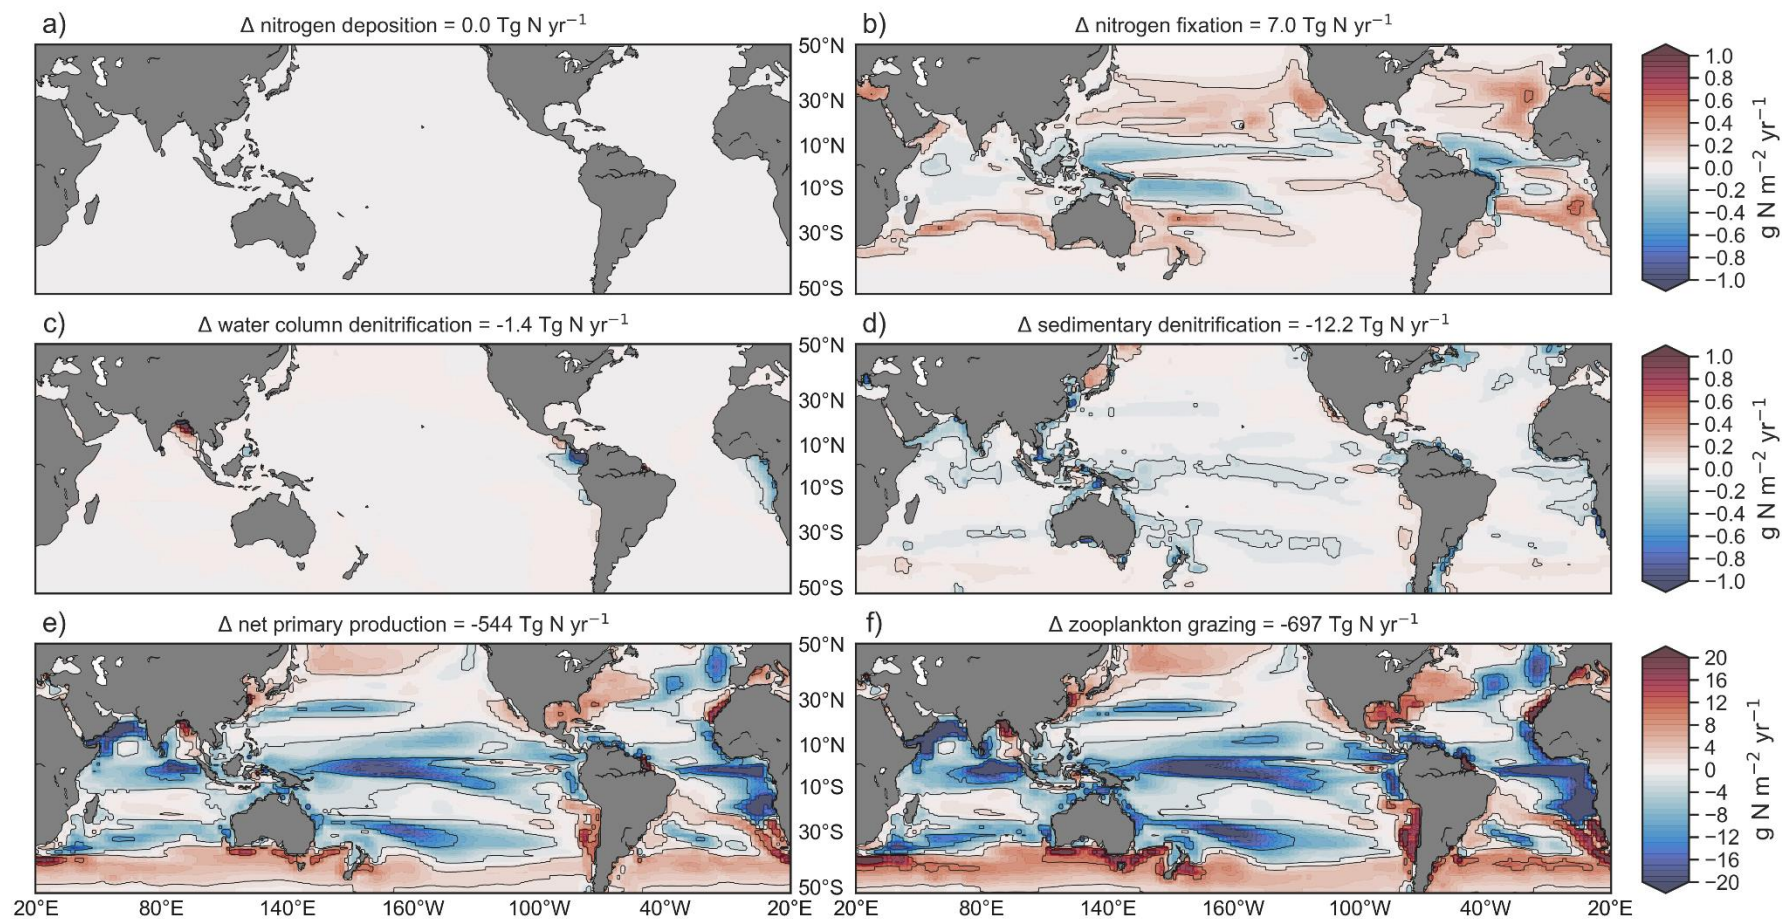 a) Δ nitrogen deposition = 0.0 Tg N yr⁻¹
b) Δ nitrogen fixation = 7.0 Tg N yr⁻¹
50°N
30°N
10°N
10°S
30°S
50°S
1.0
0.8
0.6
0.4
0.2
0.0
−0.2
−0.4
−0.6
−0.8
−1.0
g N m⁻² yr⁻¹
c) Δ water column denitrification = -1.4 Tg N yr⁻¹
d) Δ sedimentary denitrification = -12.2 Tg N yr⁻¹
50°N
30°N
10°N
10°S
30°S
50°S
1.0
0.8
0.6
0.4
0.2
0.0
−0.2
−0.4
−0.6
−0.8
−1.0
g N m⁻² yr⁻¹
e) Δ net primary production = -544 Tg N yr⁻¹
f) Δ zooplankton grazing = -697 Tg N yr⁻¹
50°N
30°N
10°N
10°S
30°S
50°S
20
16
12
8
4
0
−4
−8
−12
−16
−20
g N m⁻² yr⁻¹
20°E 80°E 140°E 160°W 100°W 40°W 20°E
20°E 80°E 140°E 160°W 100°W 40°W 20°E